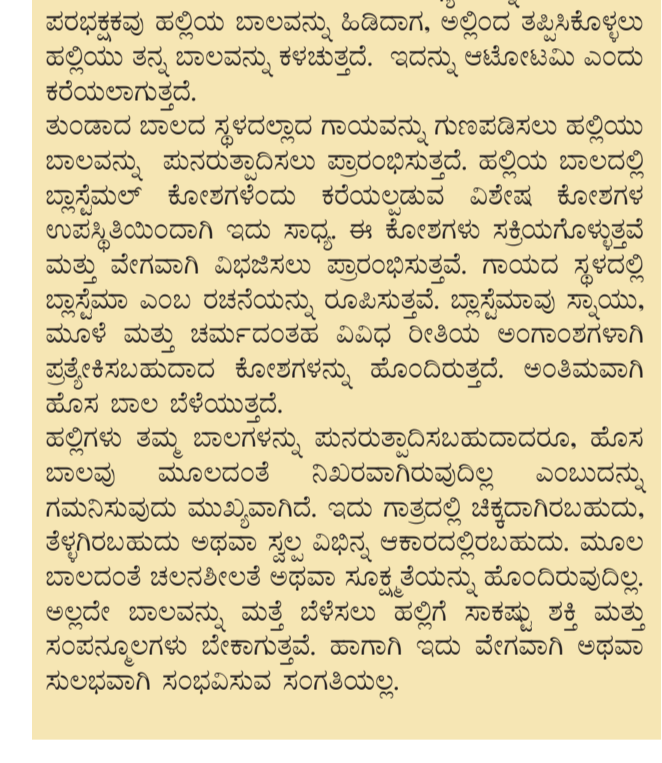 ಪರಭಕ್ಷಕವು ಹಲ್ಲಿಯ ಬಾಲವನ್ನು ಹಿಡಿದಾಗ, ಅಲ್ಲಿಂದ ತಪ್ಪಿಸಿಕೊಳ್ಳಲು
ಹಲ್ಲಿಯು ತನ್ನ ಬಾಲವನ್ನು ಕಳಚುತ್ತದೆ. ಇದನ್ನು ಆಟೋಟಮಿ ಎಂದು
ಕರೆಯಲಾಗುತ್ತದೆ.
ತುಂಡಾದ ಬಾಲದ ಸ್ಥಳದಲ್ಲಾದ ಗಾಯವನ್ನು ಗುಣಪಡಿಸಲು ಹಲ್ಲಿಯು
ಬಾಲವನ್ನು ಪುನರುತ್ಪಾದಿಸಲು ಪ್ರಾರಂಭಿಸುತ್ತದೆ. ಹಲ್ಲಿಯ ಬಾಲದಲ್ಲಿ
ಬ್ಲಾಸ್ಟೆಮಲ್ ಕೋಶಗಳೆಂದು ಕರೆಯಲ್ಪಡುವ ವಿಶೇಷ ಕೋಶಗಳ
ಉಪಸ್ಥಿತಿಯಿಂದಾಗಿ ಇದು ಸಾಧ್ಯ. ಈ ಕೋಶಗಳು ಸಕ್ರಿಯಗೊಳ್ಳುತ್ತವೆ
ಮತ್ತು ವೇಗವಾಗಿ ವಿಭಜಿಸಲು ಪ್ರಾರಂಭಿಸುತ್ತವೆ. ಗಾಯದ ಸ್ಥಳದಲ್ಲಿ
ಬ್ಲಾಸ್ಟೆಮಾ ಎಂಬ ರಚನೆಯನ್ನು ರೂಪಿಸುತ್ತವೆ. ಬ್ಲಾಸ್ಟೆಮಾವು ಸ್ನಾಯು,
ಮೂಳೆ ಮತ್ತು ಚರ್ಮದಂತಹ ವಿವಿಧ ರೀತಿಯ ಅಂಗಾಂಶಗಳಾಗಿ
ಪ್ರತ್ಯೇಕಿಸಬಹುದಾದ ಕೋಶಗಳನ್ನು ಹೊಂದಿರುತ್ತದೆ. ಅಂತಿಮವಾಗಿ
ಹೊಸ ಬಾಲ ಬೆಳೆಯುತ್ತದೆ.
ಹಲ್ಲಿಗಳು ತಮ್ಮ ಬಾಲಗಳನ್ನು ಪುನರುತ್ಪಾದಿಸಬಹುದಾದರೂ, ಹೊಸ
ಬಾಲವು ಮೂಲದಂತೆ ನಿಖರವಾಗಿರುವುದಿಲ್ಲ ಎಂಬುದನ್ನು
ಗಮನಿಸುವುದು ಮುಖ್ಯವಾಗಿದೆ. ಇದು ಗಾತ್ರದಲ್ಲಿ ಚಿಕ್ಕದಾಗಿರಬಹುದು,
ತೆಳ್ಳಗಿರಬಹುದು ಅಥವಾ ಸ್ವಲ್ಪ ವಿಭಿನ್ನ ಆಕಾರದಲ್ಲಿರಬಹುದು. ಮೂಲ
ಬಾಲದಂತೆ ಚಲನಶೀಲತೆ ಅಥವಾ ಸೂಕ್ಷ್ಮತೆಯನ್ನು ಹೊಂದಿರುವುದಿಲ್ಲ.
ಅಲ್ಲದೇ ಬಾಲವನ್ನು ಮತ್ತೆ ಬೆಳೆಸಲು ಹಲ್ಲಿಗೆ ಸಾಕಷ್ಟು ಶಕ್ತಿ ಮತ್ತು
ಸಂಪನ್ಮೂಲಗಳು ಬೇಕಾಗುತ್ತವೆ. ಹಾಗಾಗಿ ಇದು ವೇಗವಾಗಿ ಅಥವಾ
ಸುಲಭವಾಗಿ ಸಂಭವಿಸುವ ಸಂಗತಿಯಲ್ಲ.